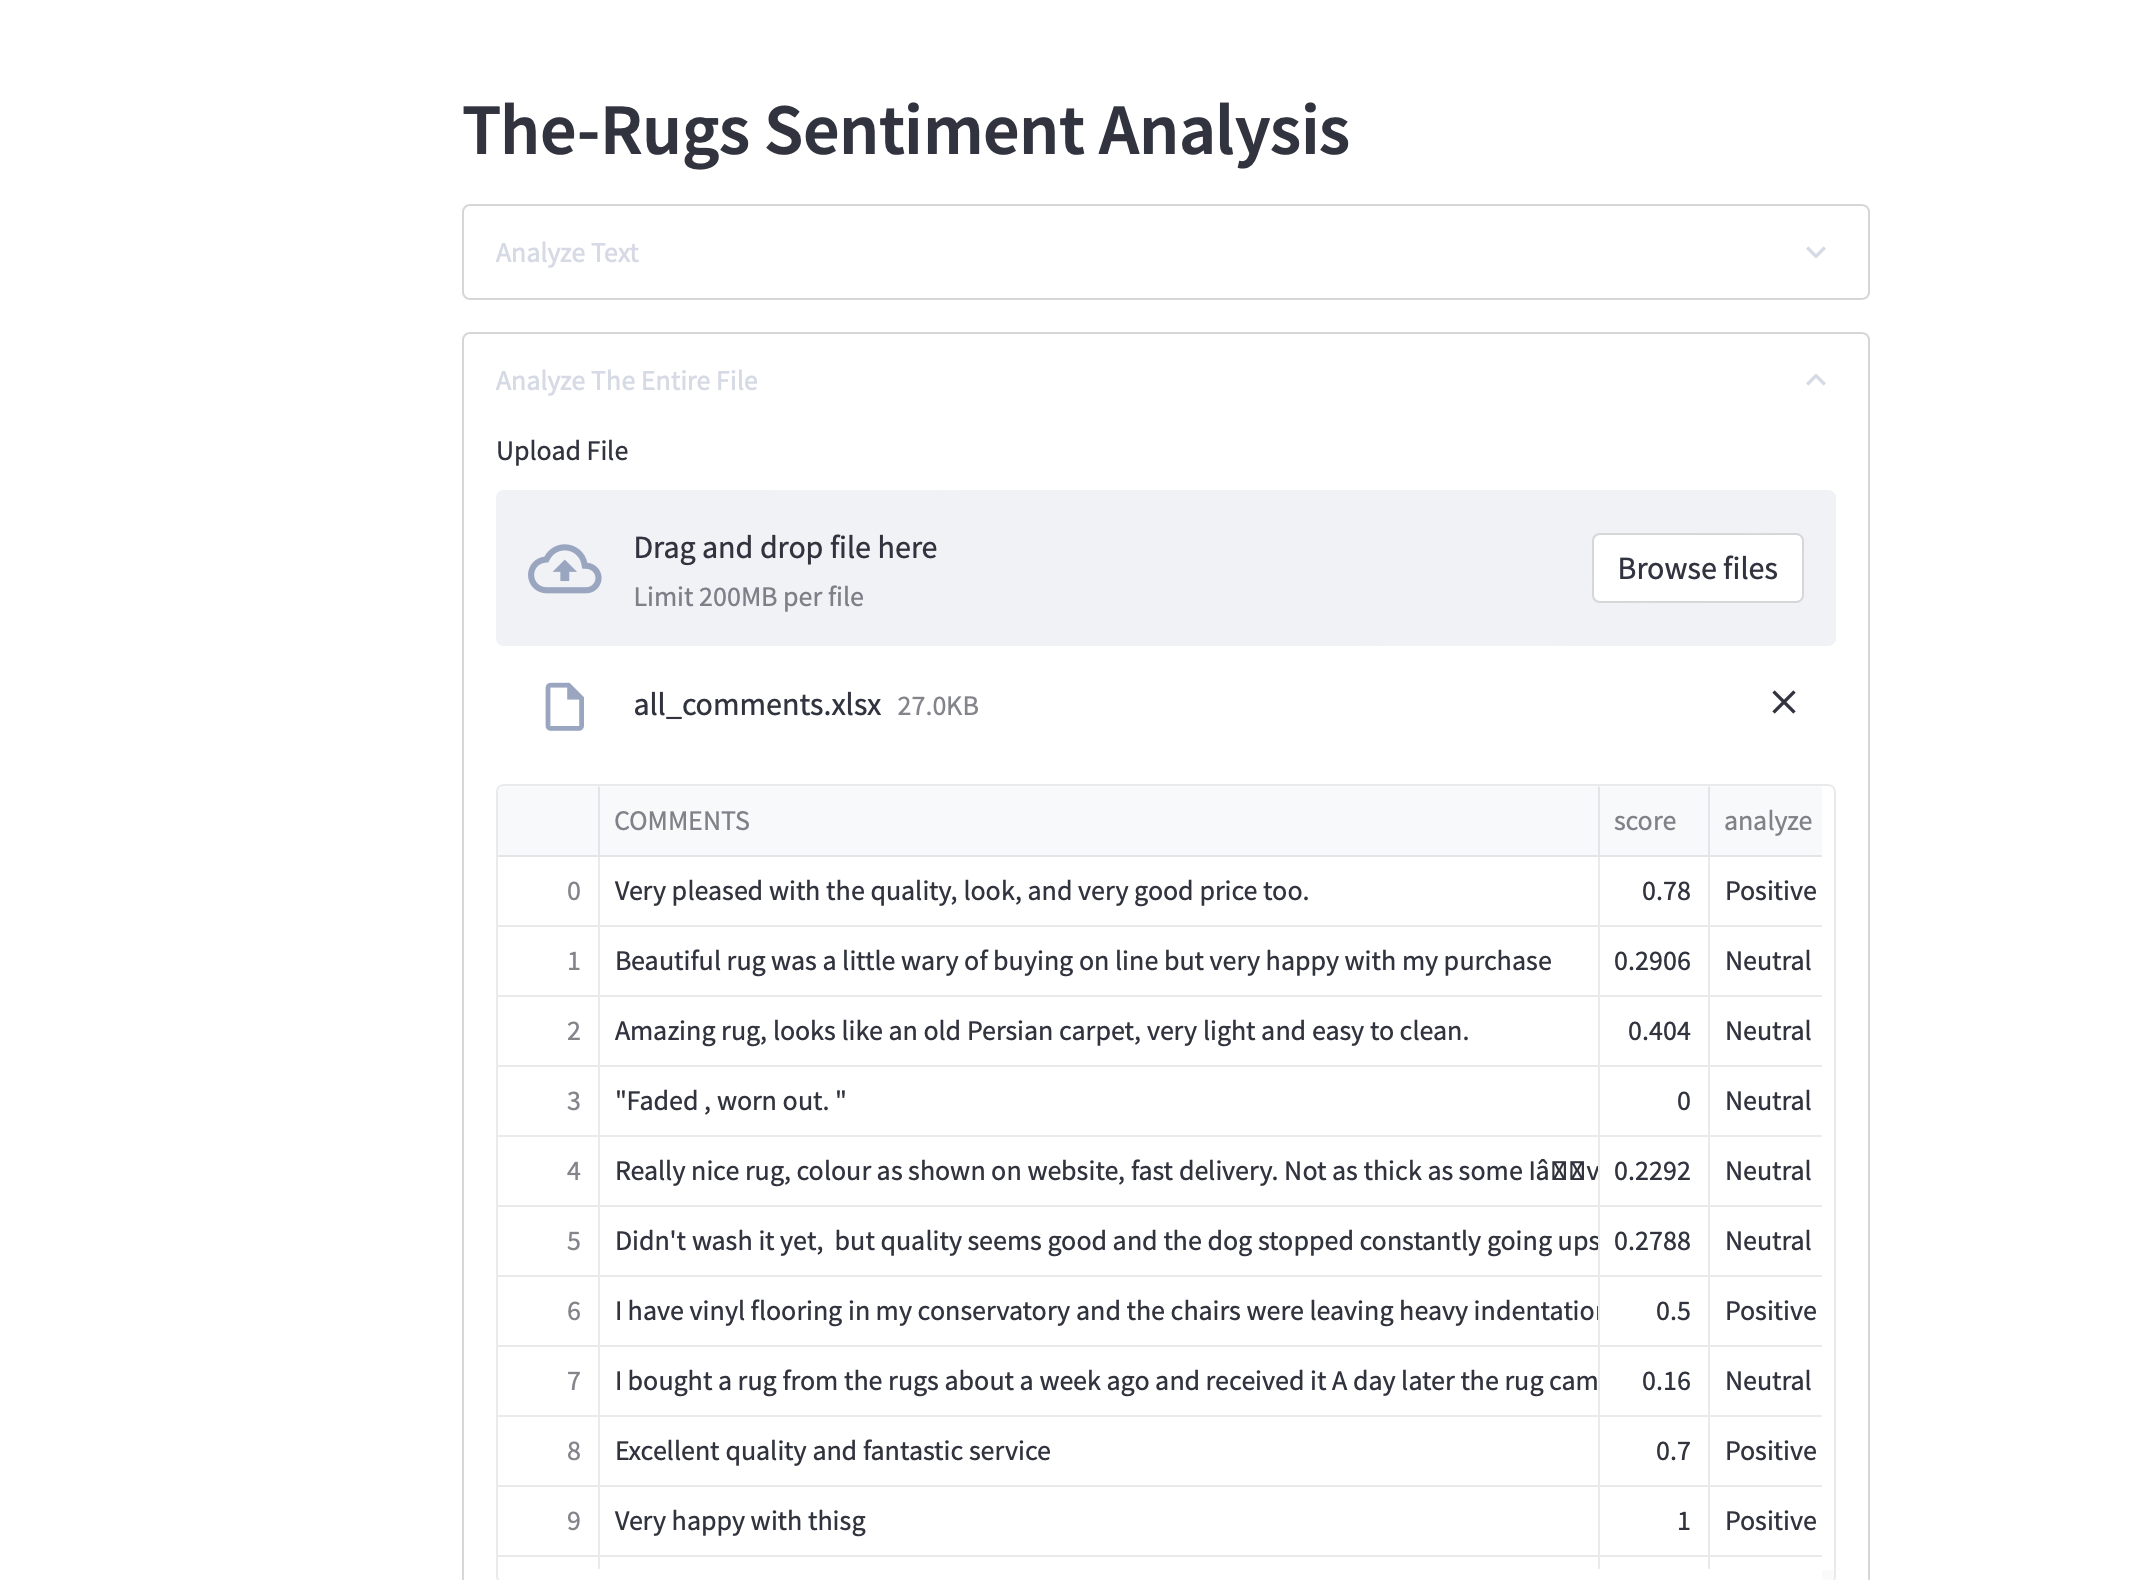 The-Rugs Sentiment Analysis
Analyze Text
Analyze The Entire File
Upload File
Drag and drop file here
Limit 200MB per file
Browse files
all_comments.xlsx 27.0KB
COMMENTS score analyze
0 Very pleased with the quality, look, and very good price too. 0.78 Positive
1 Beautiful rug was a little wary of buying on line but very happy with my purchase 0.2906 Neutral
2 Amazing rug, looks like an old Persian carpet, very light and easy to clean. 0.404 Neutral
3 "Faded , worn out. " 0 Neutral
4 Really nice rug, colour as shown on website, fast delivery. Not as thick as some Iâv 0.2292 Neutral
5 Didn't wash it yet,  but quality seems good and the dog stopped constantly going ups 0.2788 Neutral
6 I have vinyl flooring in my conservatory and the chairs were leaving heavy indentation 0.5 Positive
7 I bought a rug from the rugs about a week ago and received it A day later the rug cam 0.16 Neutral
8 Excellent quality and fantastic service 0.7 Positive
9 Very happy with thisg 1 Positive